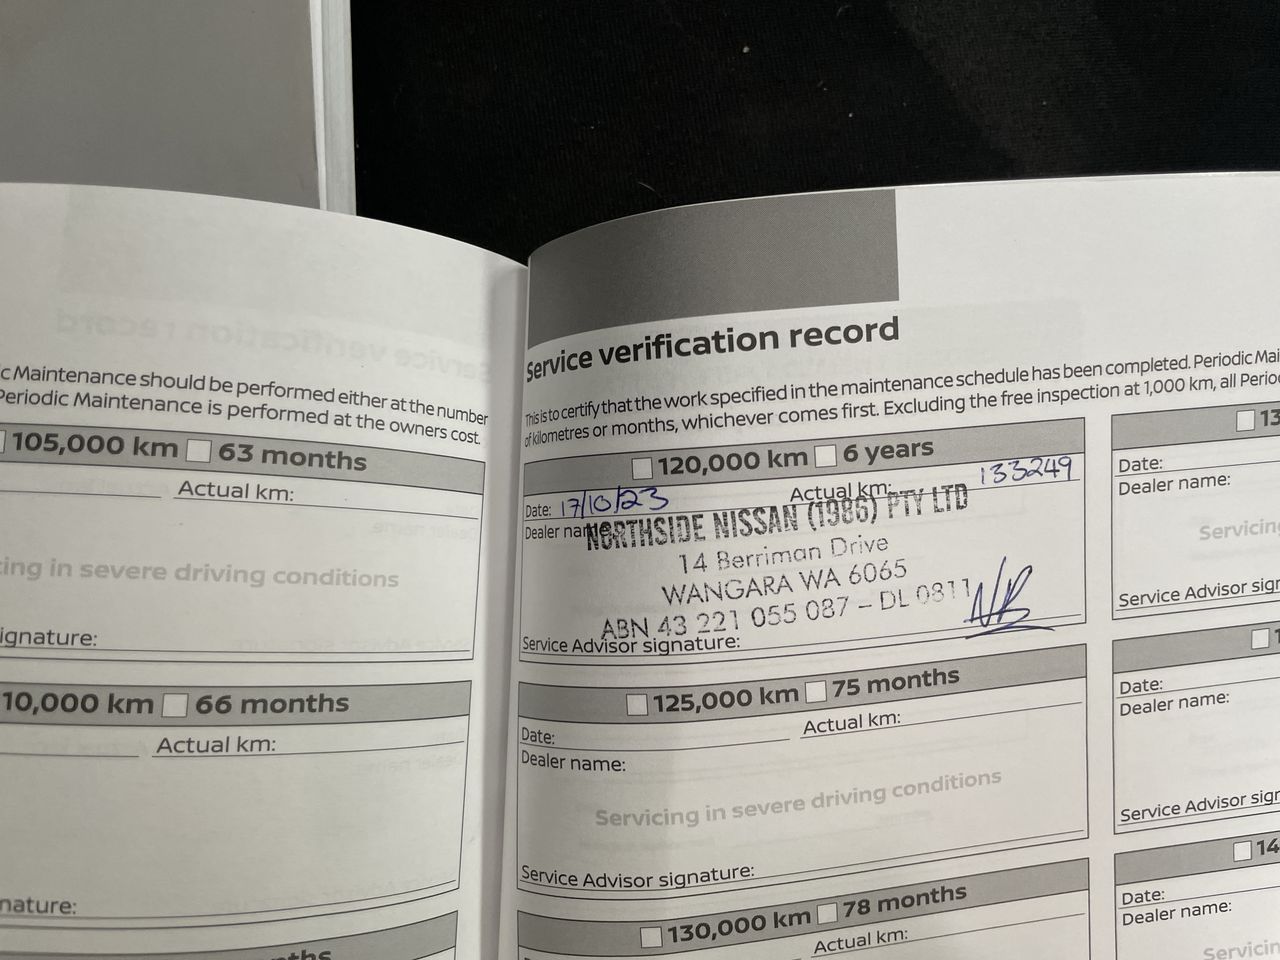 c Maintenance should be performed either at the number
Periodic Maintenance is performed at the owners cost.
105,000 km 63 months
Actual km:
ing in severe driving conditions
ignature:
10,000 km 66 months
Actual km:
nature:
ths
Service verification record
This is to certify that the work specified in the maintenance schedule has been completed. Periodic Mai
of kilometres or months, whichever comes first. Excluding the free inspection at 1,000 km, all Period
120,000 km 6 years
Date: 17/10/23 Actual km: 133249
Dealer name:
NORTHSIDE NISSAN (1986) PTY LTD
14 Berriman Drive
WANGARA WA 6065
ABN 43 221 055 087 - DL 0811
Service Advisor signature: NB
125,000 km 75 months
Date: Actual km:
Dealer name:
Servicing in severe driving conditions
Service Advisor signature:
130,000 km 78 months
Actual km:
13
Date:
Dealer name:
Servicing
Service Advisor sign
1
Date:
Dealer name:
Service Advisor sign
14
Date:
Dealer name:
Servicin